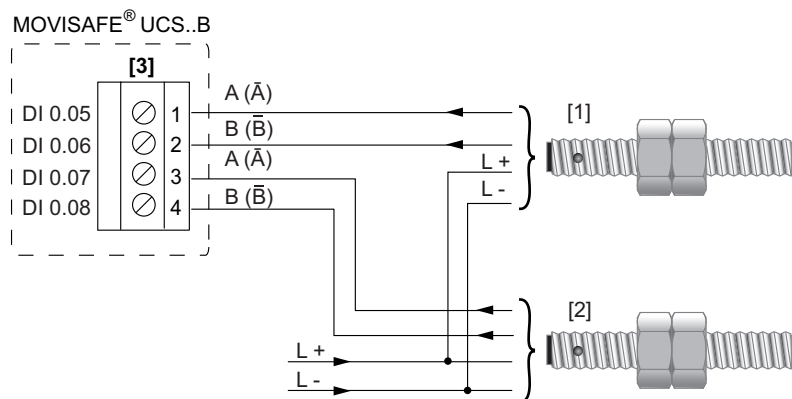 MOVISAFE® UCS..B
[3]
DI 0.05 1 A (Ā)
DI 0.06 2 B (B̄)
DI 0.07 3 A (Ā)
DI 0.08 4 B (B̄)
[1]
L +
L -
[2]
L +
L -